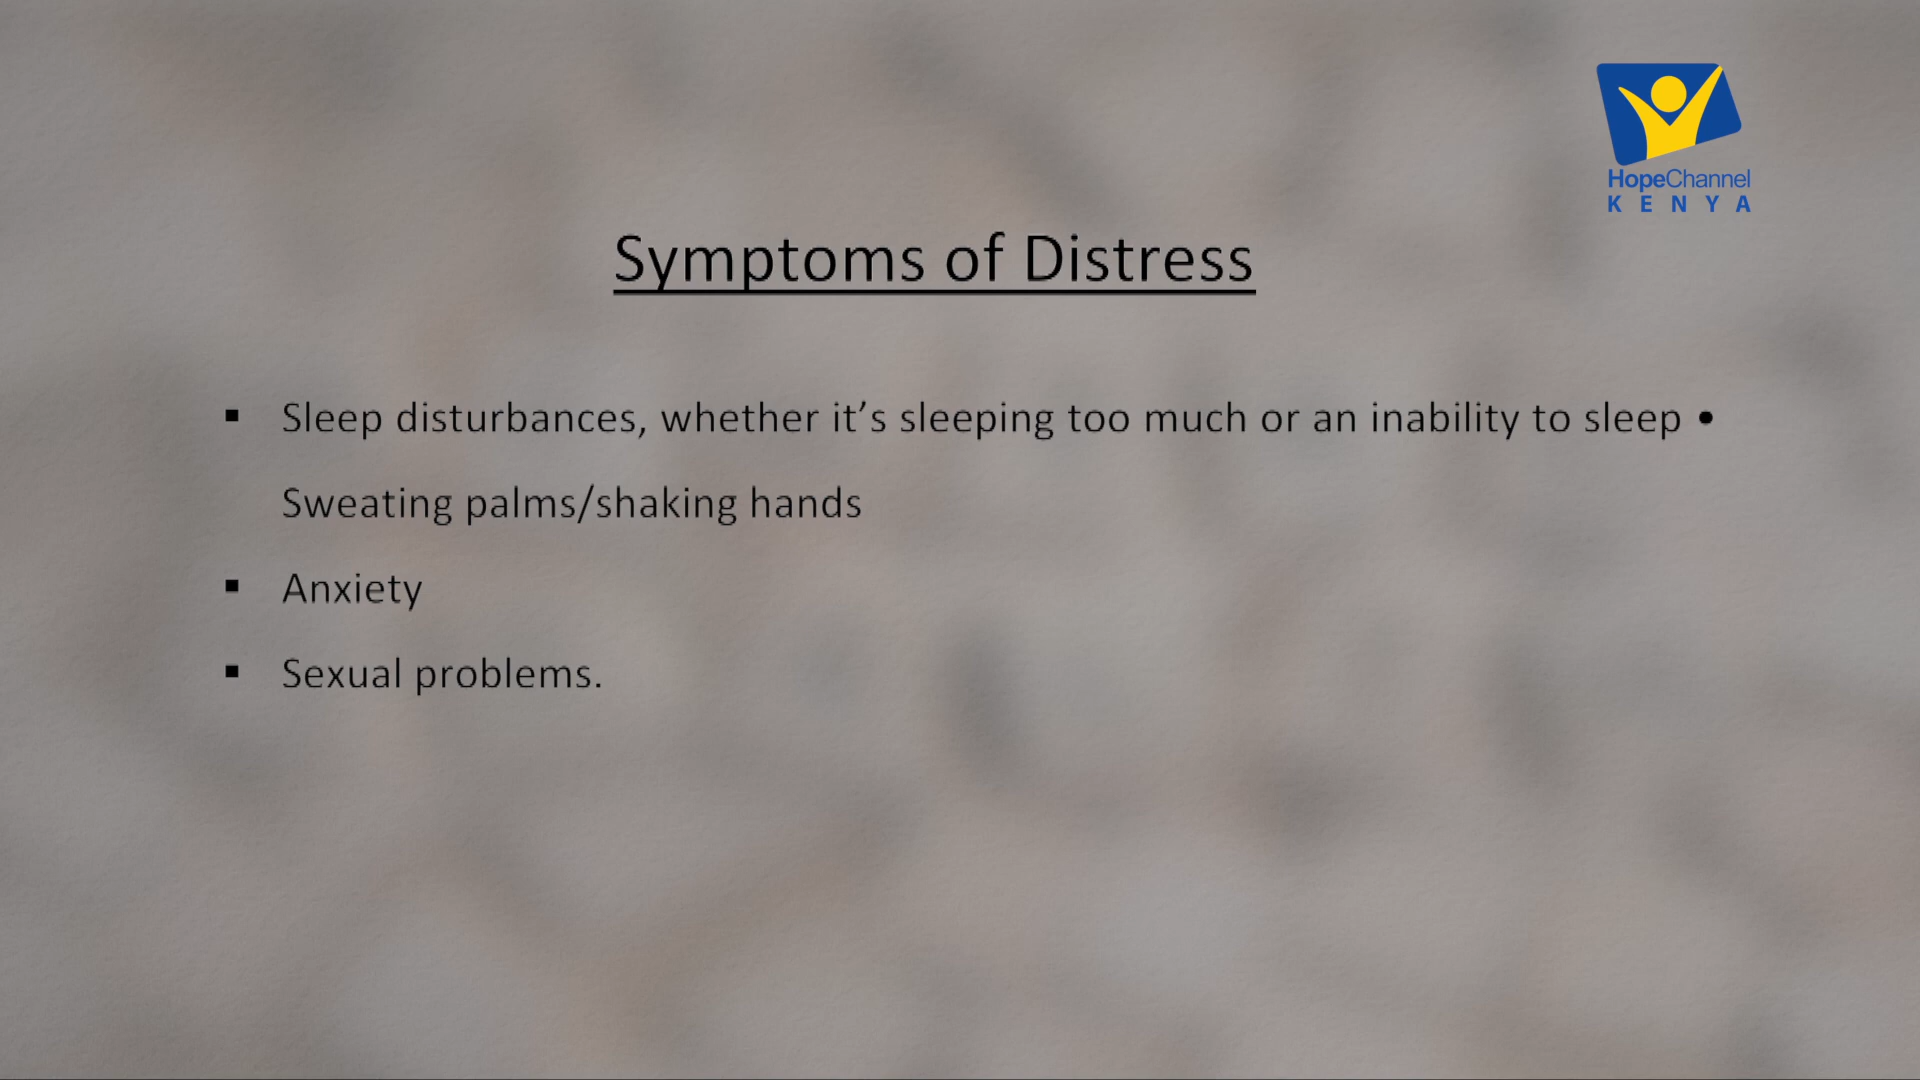 HopeChannel
KENYA
Symptoms of Distress
▪ Sleep disturbances, whether it’s sleeping too much or an inability to sleep •
Sweating palms/shaking hands
▪ Anxiety
▪ Sexual problems.